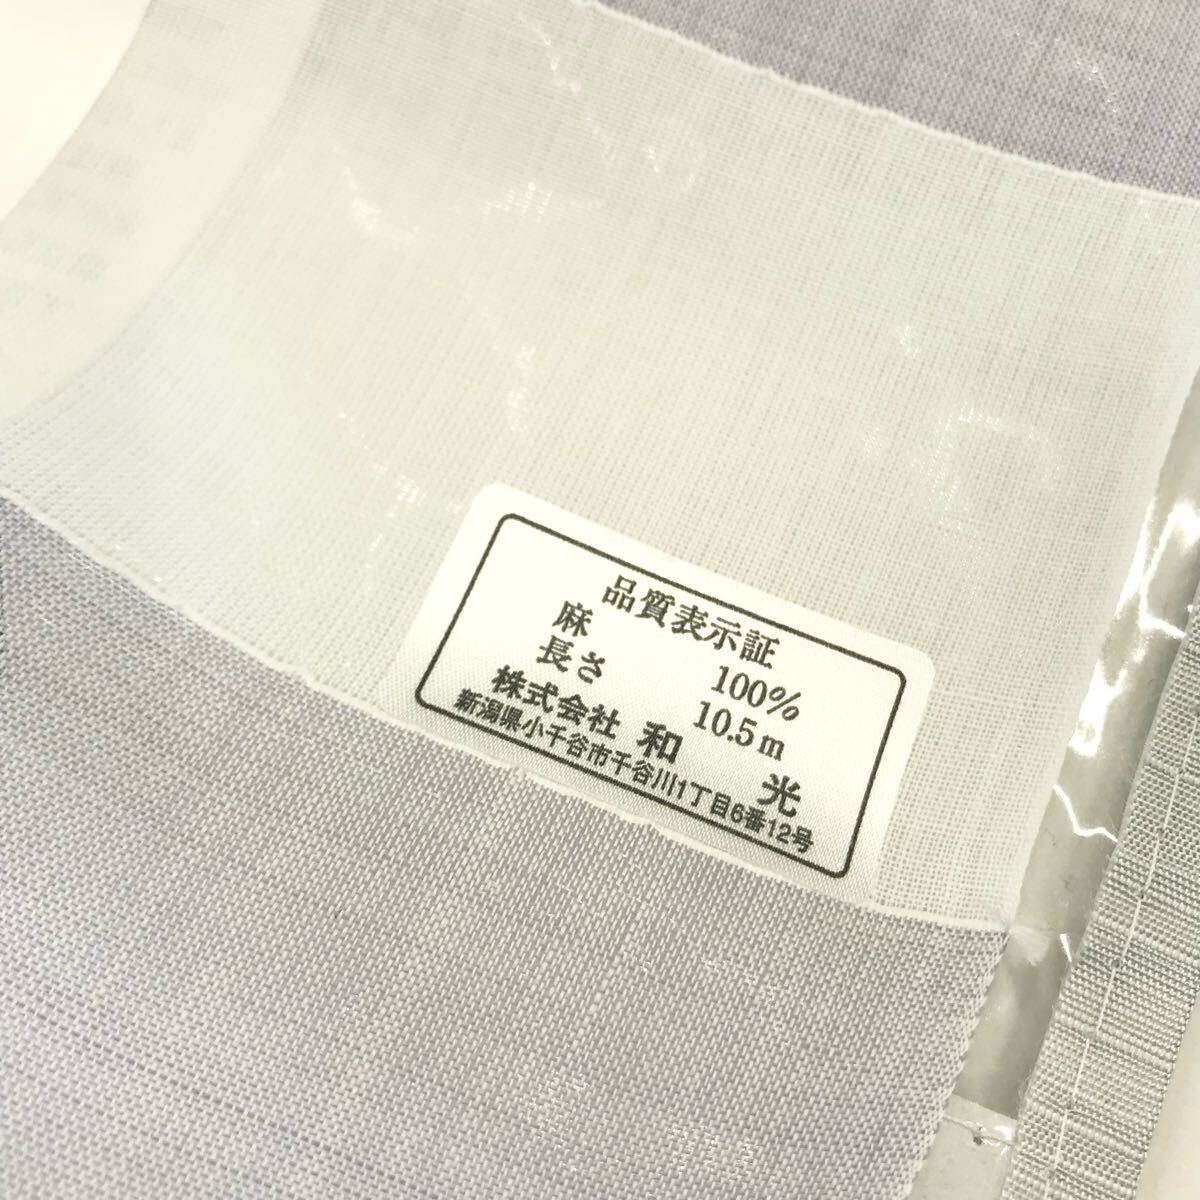 品質表示証
麻 100%
長さ 10.5m
株式会社 和 光
新潟県小千谷市千谷川1丁目6番12号